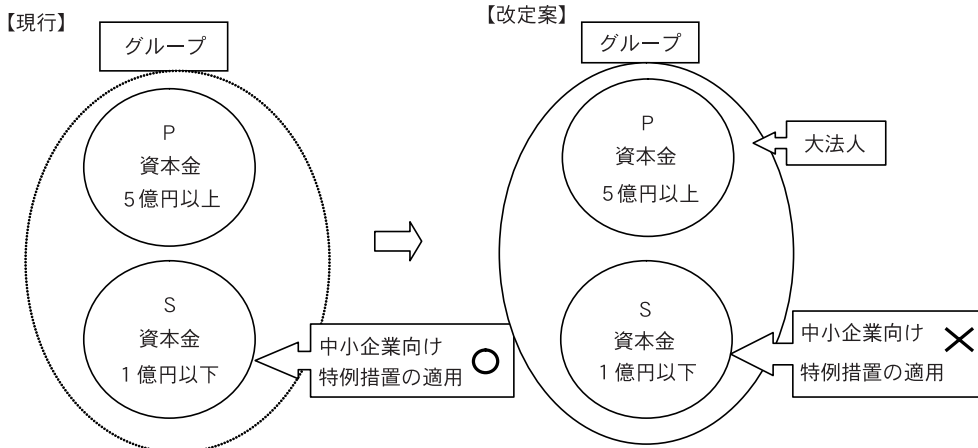 【現行】
グループ
P
資本金
5億円以上
S
資本金
1億円以下
中小企業向け
特例措置の適用 ○
【改定案】
グループ
P
資本金
5億円以上
大法人
S
資本金
1億円以下
中小企業向け ×
特例措置の適用